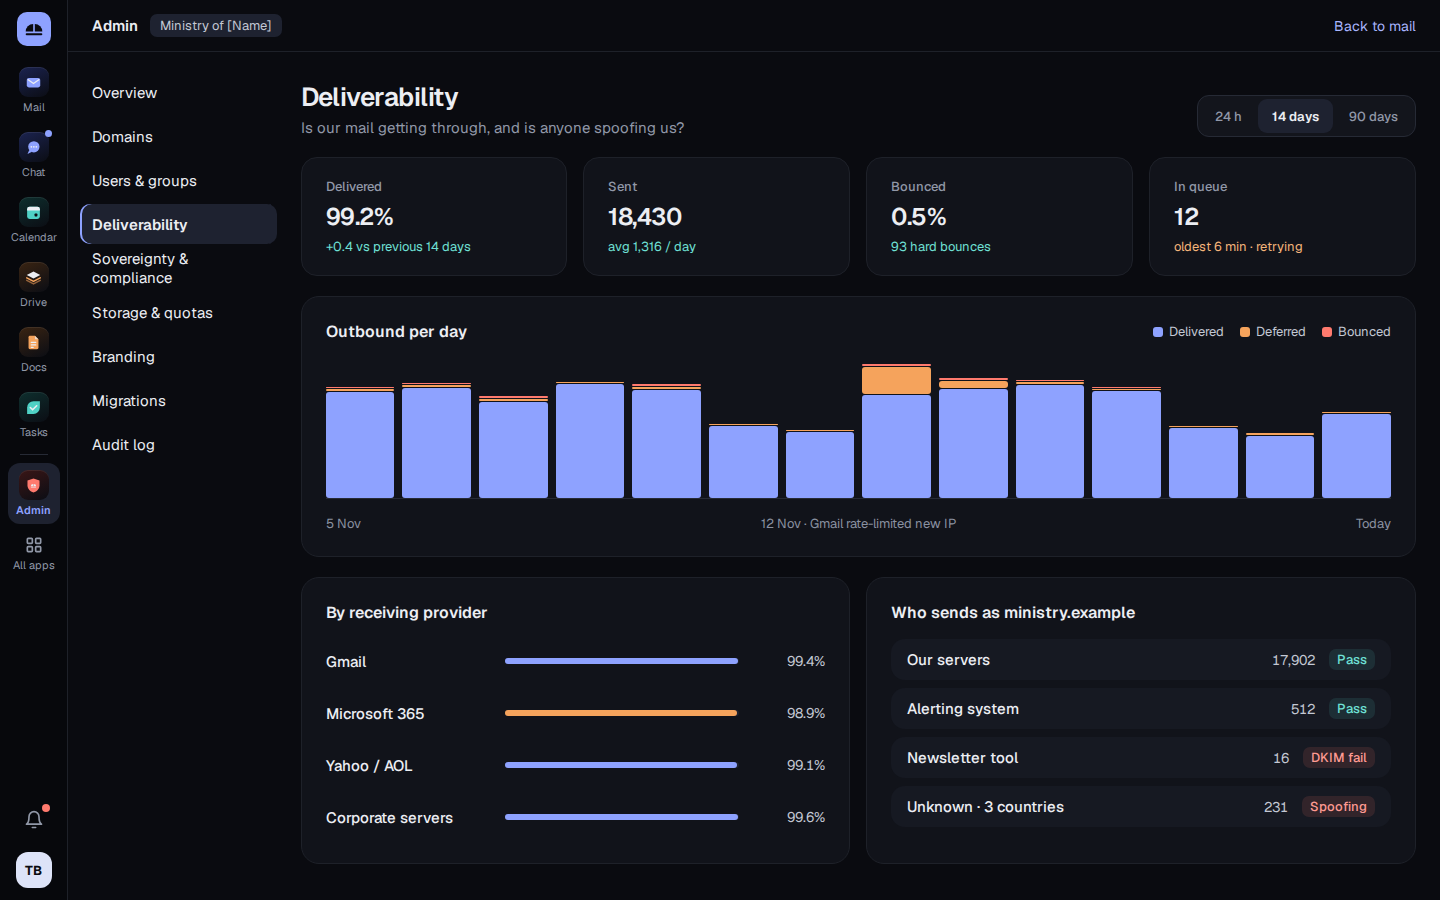 Admin
Ministry of [Name]
Back to mail
Mail
Chat
Calendar
Drive
Docs
Tasks
Admin
All apps
TB
Overview
Domains
Users & groups
Deliverability
Sovereignty &
compliance
Storage & quotas
Branding
Migrations
Audit log
Deliverability
Is our mail getting through, and is anyone spoofing us?
24 h
14 days
90 days
Delivered
99.2%
+0.4 vs previous 14 days
Sent
18,430
avg 1,316 / day
Bounced
0.5%
93 hard bounces
In queue
12
oldest 6 min · retrying
Outbound per day
Delivered
Deferred
Bounced
5 Nov
12 Nov · Gmail rate-limited new IP
Today
By receiving provider
Gmail
99.4%
Microsoft 365
98.9%
Yahoo / AOL
99.1%
Corporate servers
99.6%
Who sends as ministry.example
Our servers
17,902
Pass
Alerting system
512
Pass
Newsletter tool
16
DKIM fail
Unknown · 3 countries
231
Spoofing